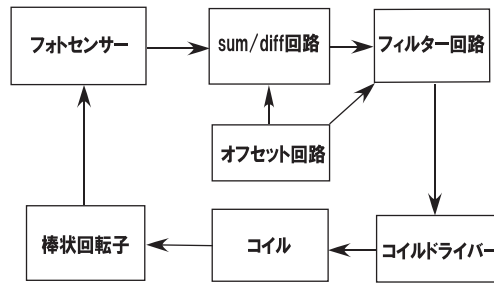 フォトセンサー
sum/diff回路
フィルター回路
オフセット回路
棒状回転子
コイル
コイルドライバー